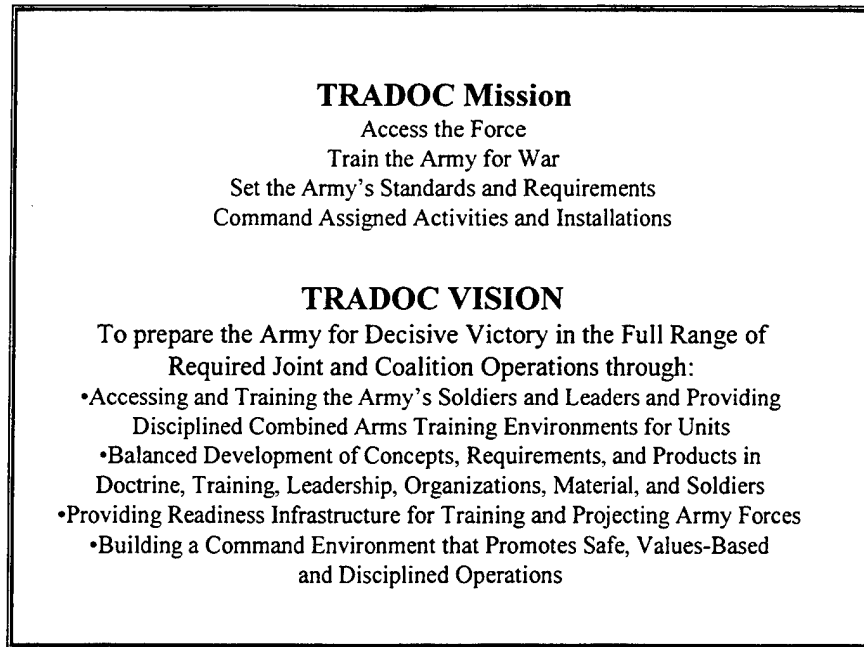 TRADOC Mission
Access the Force
Train the Army for War
Set the Army's Standards and Requirements
Command Assigned Activities and Installations
TRADOC VISION
To prepare the Army for Decisive Victory in the Full Range of
Required Joint and Coalition Operations through:
•Accessing and Training the Army's Soldiers and Leaders and Providing
Disciplined Combined Arms Training Environments for Units
•Balanced Development of Concepts, Requirements, and Products in
Doctrine, Training, Leadership, Organizations, Material, and Soldiers
•Providing Readiness Infrastructure for Training and Projecting Army Forces
•Building a Command Environment that Promotes Safe, Values-Based
and Disciplined Operations